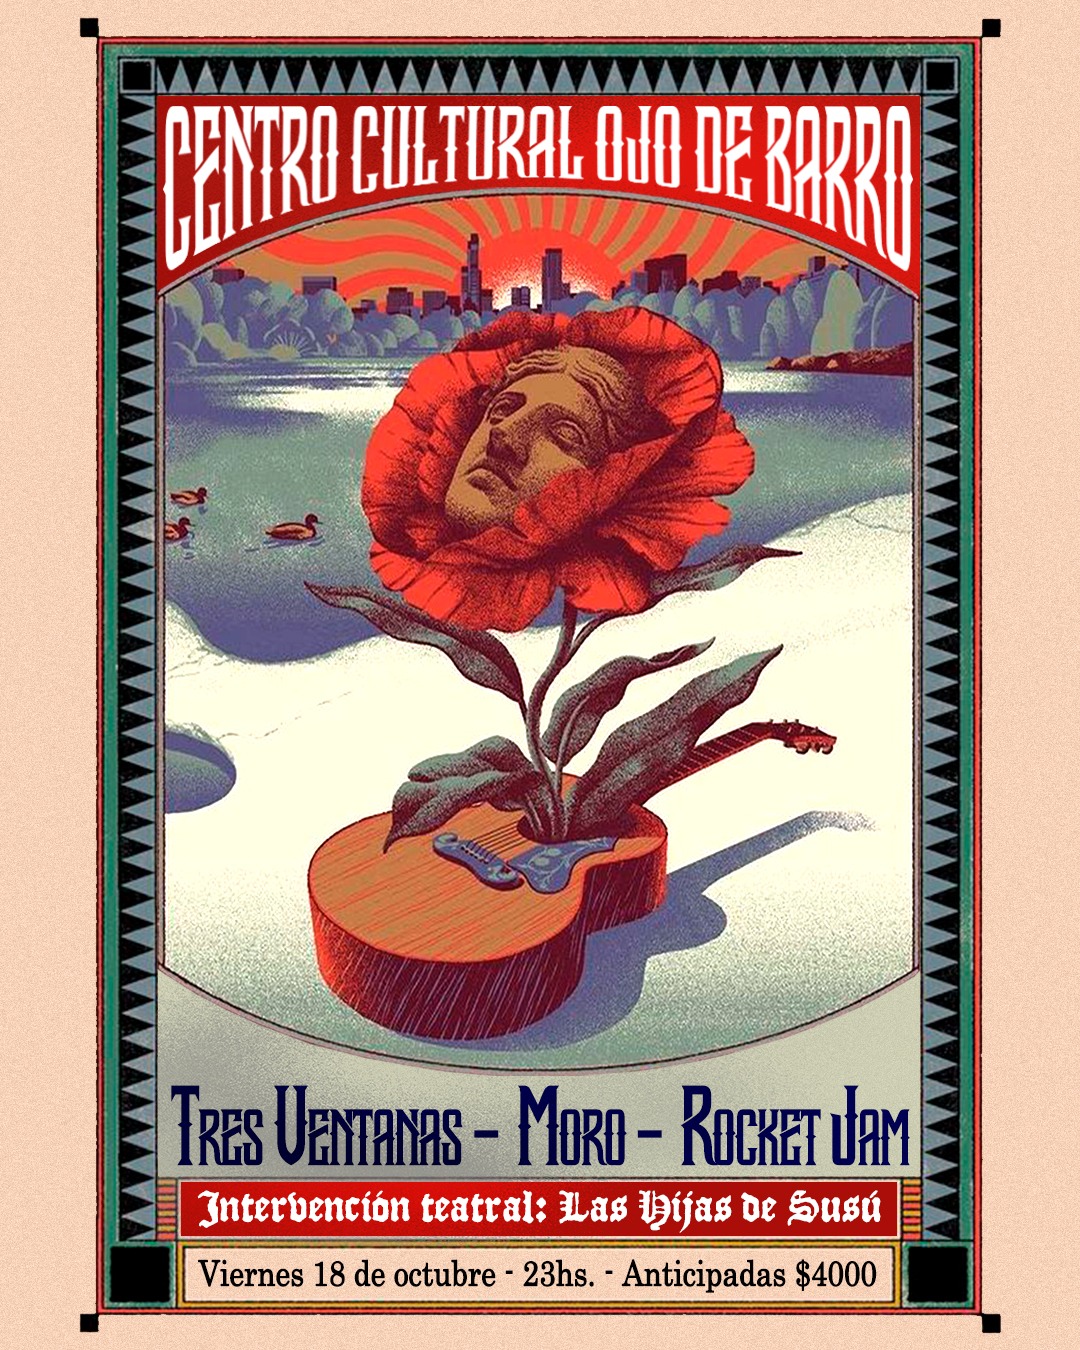 CENTRO CULTURAL OJO DE BARRO
TRES VENTANAS – MORO – ROCKET JAM
Intervención teatral: Las Hijas de Susú
Viernes 18 de octubre - 23hs. - Anticipadas $4000